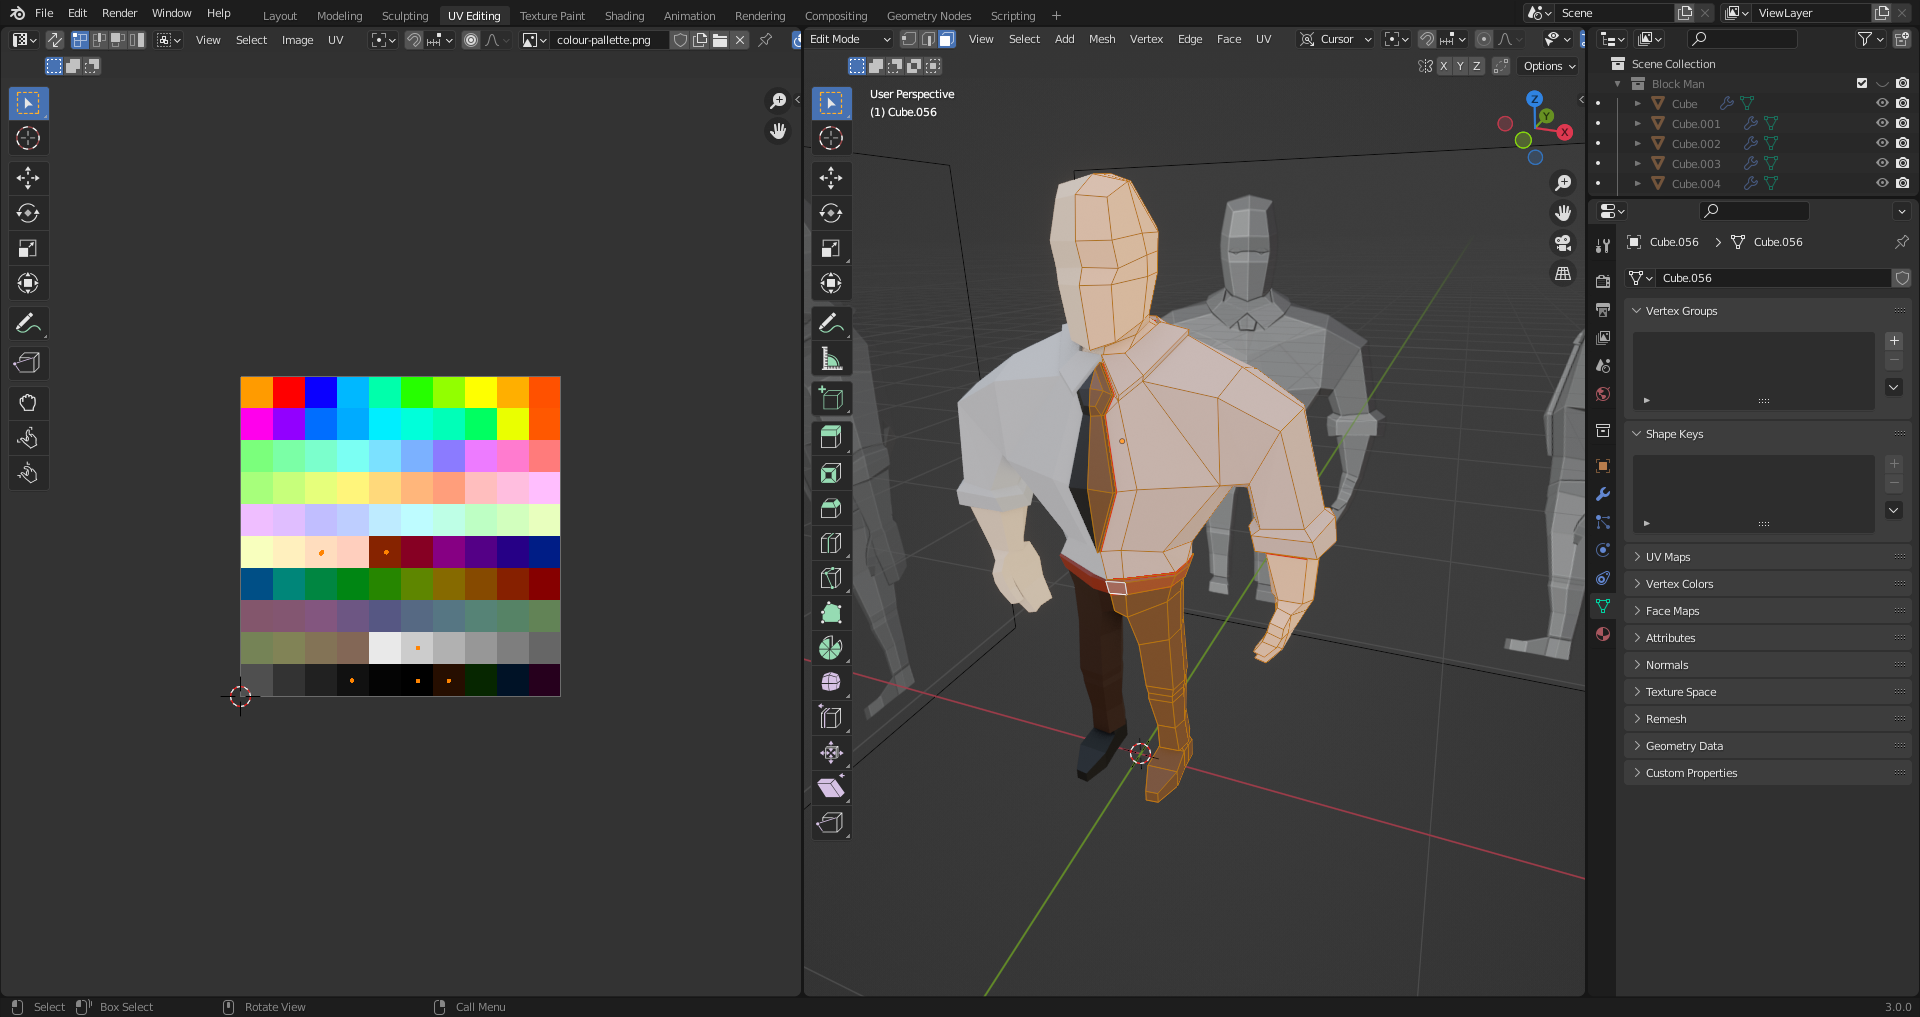 File Edit Render Window Help Layout Modeling Sculpting UV Editing Texture Paint Shading Animation Rendering Compositing Geometry Nodes Scripting + Scene ViewLayer
View Select Image UV colour-pallette.png Edit Mode View Select Add Mesh Vertex Edge Face UV Cursor
X Y Z Options
User Perspective
(1) Cube.056
Z
Y
X
Scene Collection
Block Man
Cube
Cube.001
Cube.002
Cube.003
Cube.004
Cube.056 > Cube.056
Cube.056
Vertex Groups
Shape Keys
UV Maps
Vertex Colors
Face Maps
Attributes
Normals
Texture Space
Remesh
Geometry Data
Custom Properties
Select Box Select Rotate View Call Menu 3.0.0